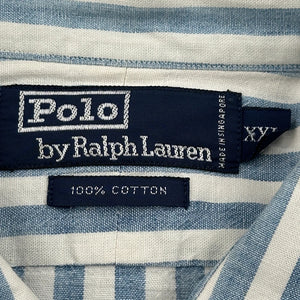 Polo
by Ralph Lauren
MADE IN SINGAPORE
XXL
100% COTTON